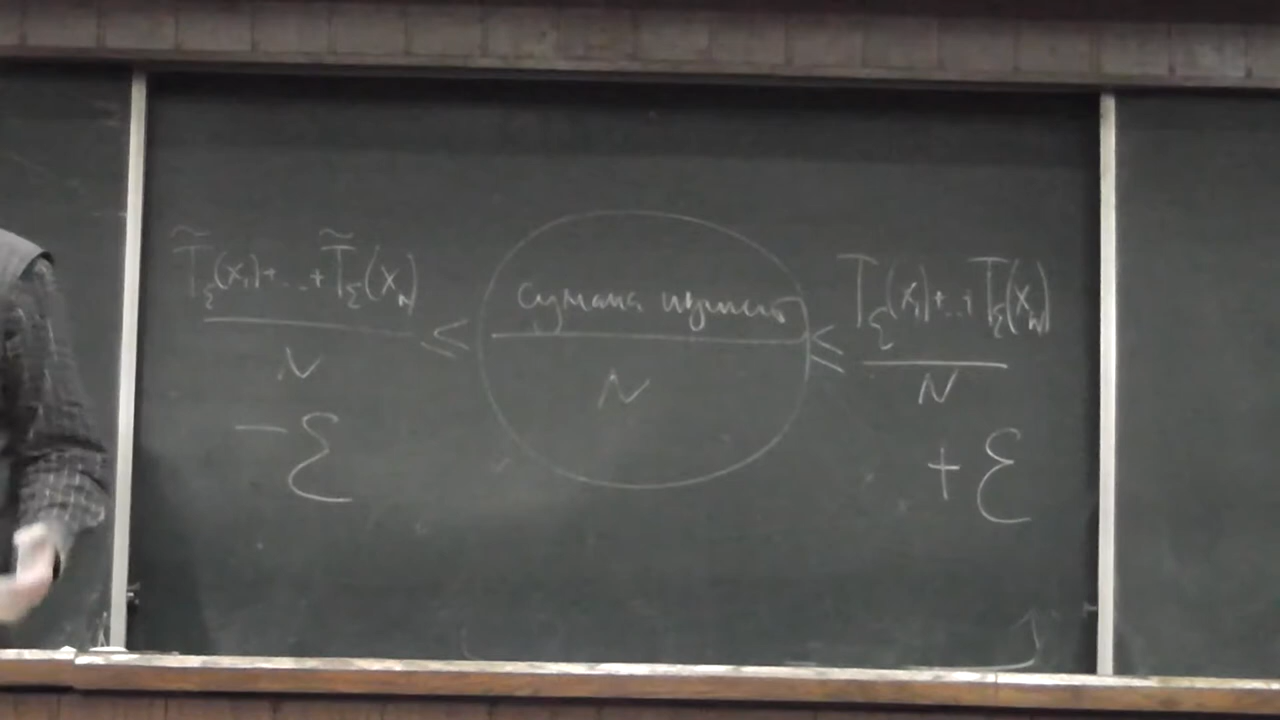 T̃_ε(x₁)+...+T̃_ε(x_N) / N - ε ≤ сумма / N ≤ T_ε(x₁)+...+T_ε(x_N) / N + ε